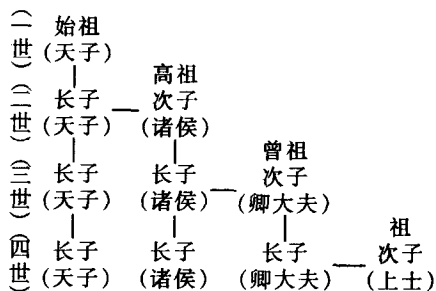 （一世） 始祖
（天子）
高祖
（二世） 长子 次子
（天子） （诸侯）
曾祖
（三世） 长子 长子 次子
（天子） （诸侯） （卿大夫）
祖
（四世） 长子 长子 长子 次子
（天子） （诸侯） （卿大夫） （上士）